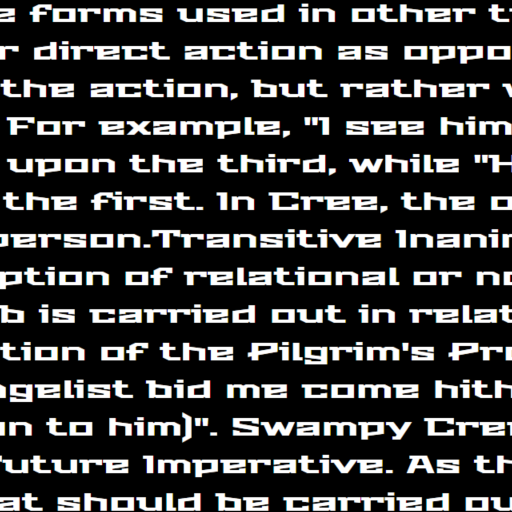 forms used in other
direct action as oppo
the action, but rather
For example, "I see him
upon the third, while "H
the first. In Cree, the o
person.Transitive Inanim
ption of relational or no
b is carried out in relat
tion of the Pilgrim's Pro
ngelist bid me come hith
un to him)". Swampy Cree
Future Imperative. As th
at should be carried ou